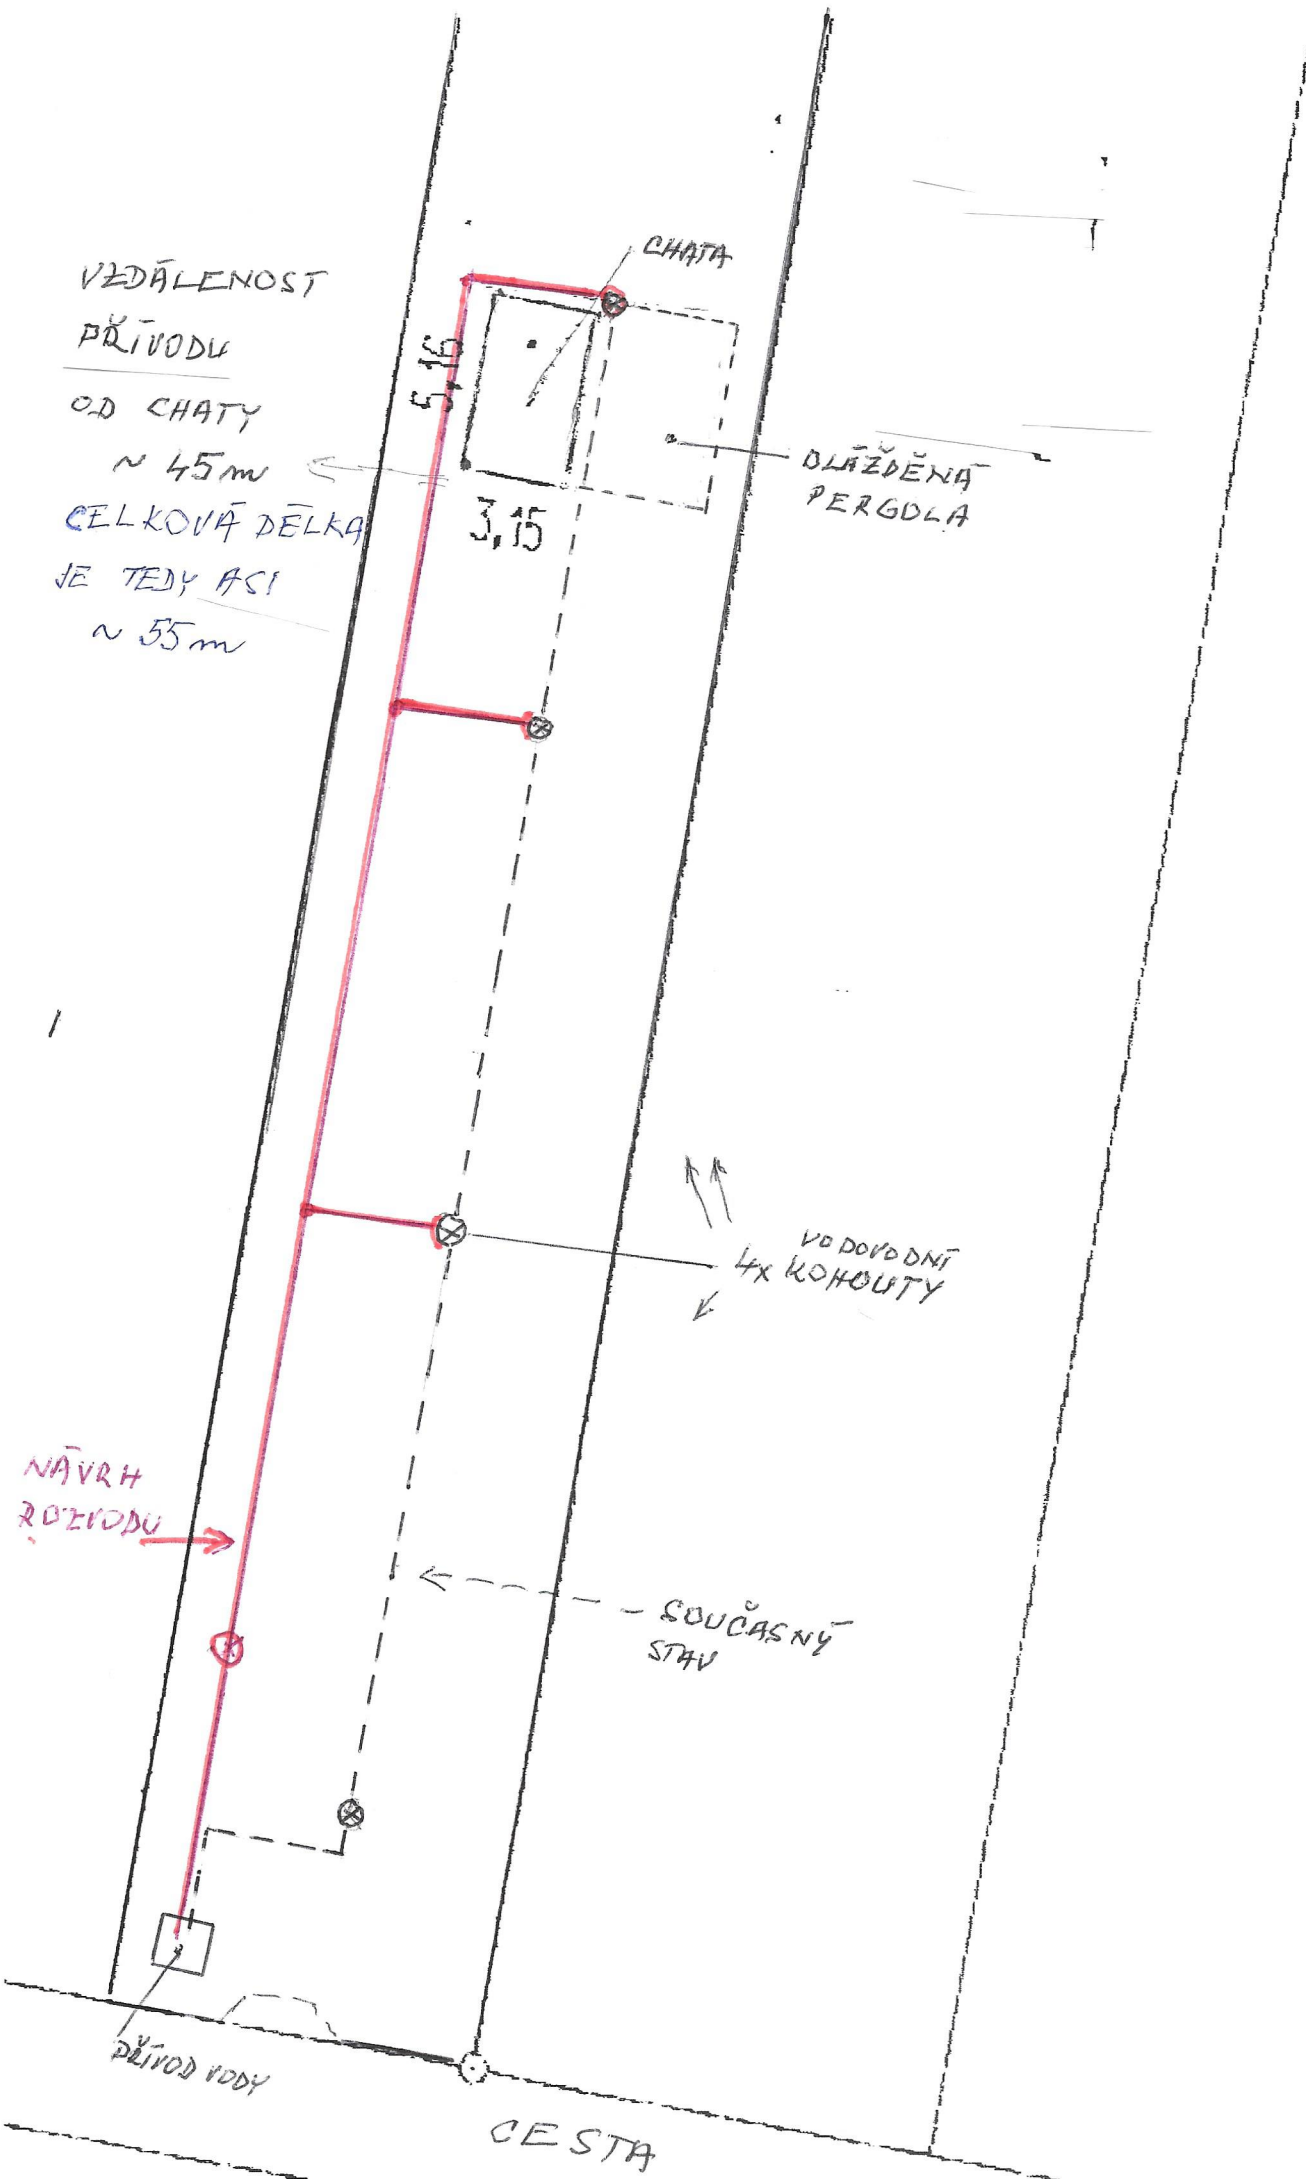 CHATA
VZDÁLENOST
PŘÍVODU
OD CHATY
~ 45m
CELKOVÁ DÉLKA
JE TEDY ASI
~ 55m
5,16
3,15
DLÁŽDĚNÁ
PERGOLA
VODOVODNÍ
4x KOHOUTY
NÁVRH
ROZVODU
SOUČASNÝ
STAV
PŘÍVOD VODY
CESTA